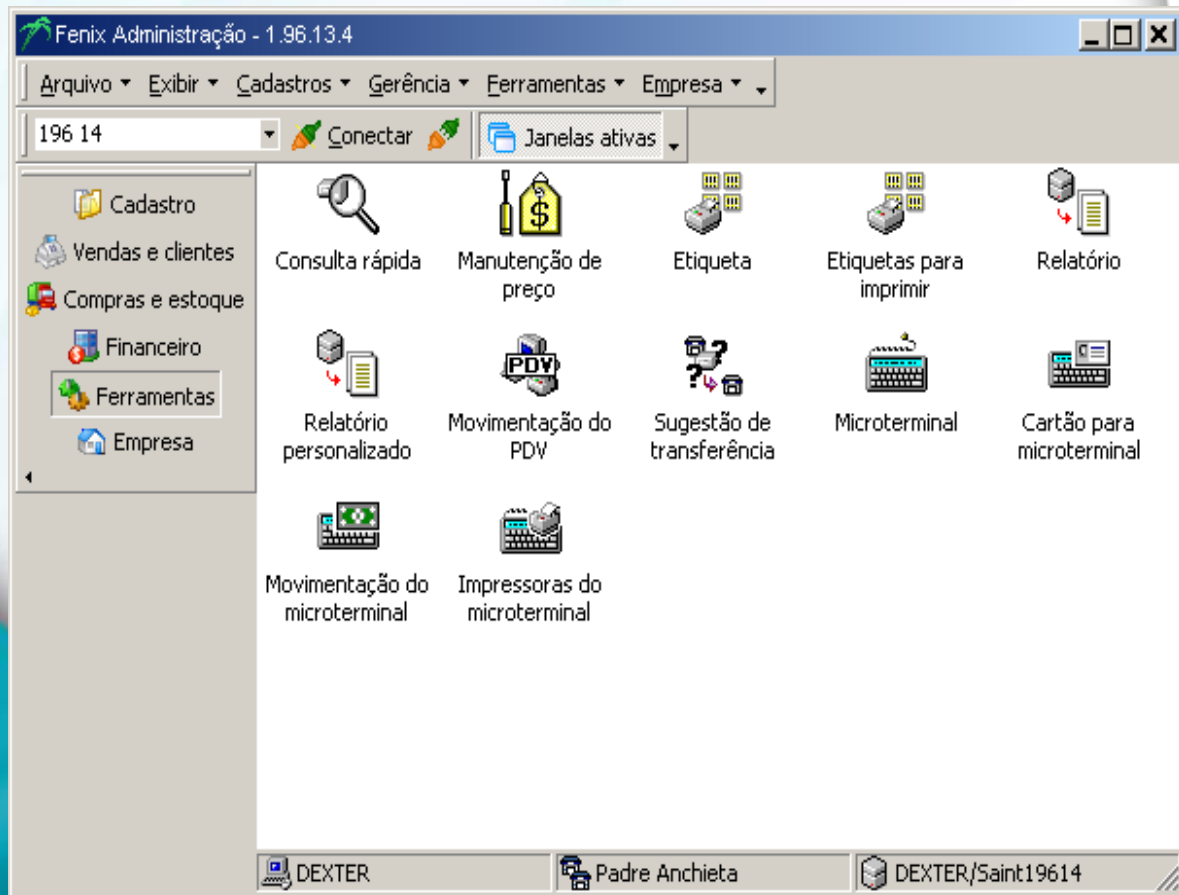 Fenix Administração - 1.96.13.4
Arquivo Exibir Cadastros Gerência Ferramentas Empresa
196 14 Conectar Janelas ativas
Cadastro
Vendas e clientes
Compras e estoque
Financeiro
Ferramentas
Empresa
Consulta rápida
Manutenção de
preço
Etiqueta
Etiquetas para
imprimir
Relatório
Relatório
personalizado
Movimentação do
PDV
Sugestão de
transferência
Microterminal
Cartão para
microterminal
Movimentação do
microterminal
Impressoras do
microterminal
DEXTER Padre Anchieta DEXTER/Saint19614